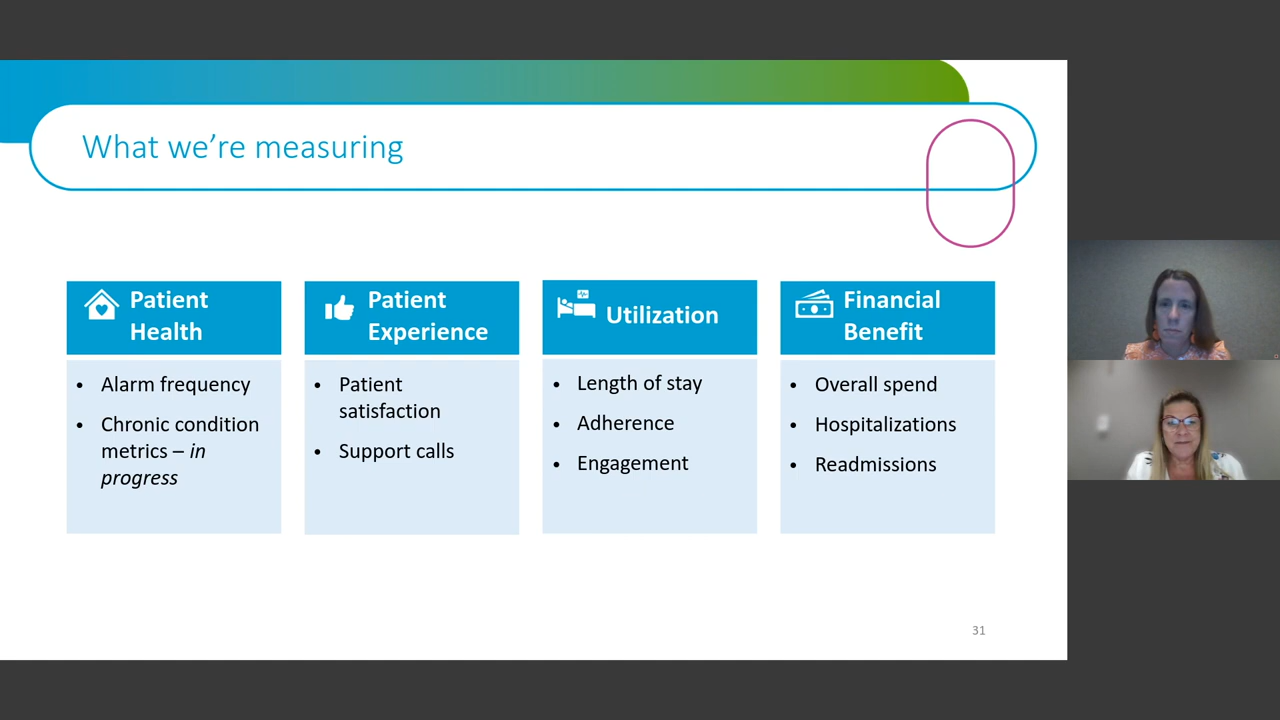 What we’re measuring
Patient
Health
• Alarm frequency
• Chronic condition
metrics – in
progress
Patient
Experience
• Patient
satisfaction
• Support calls
Utilization
• Length of stay
• Adherence
• Engagement
Financial
Benefit
• Overall spend
• Hospitalizations
• Readmissions
31